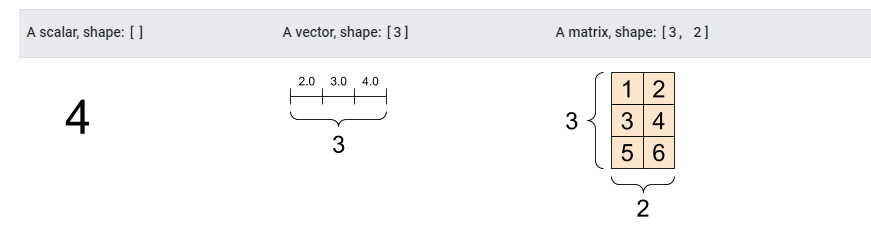 A scalar, shape: [ ]
A vector, shape: [3]
A matrix, shape: [3, 2]
4
2.0 3.0 4.0
3
3
1 2
3 4
5 6
2